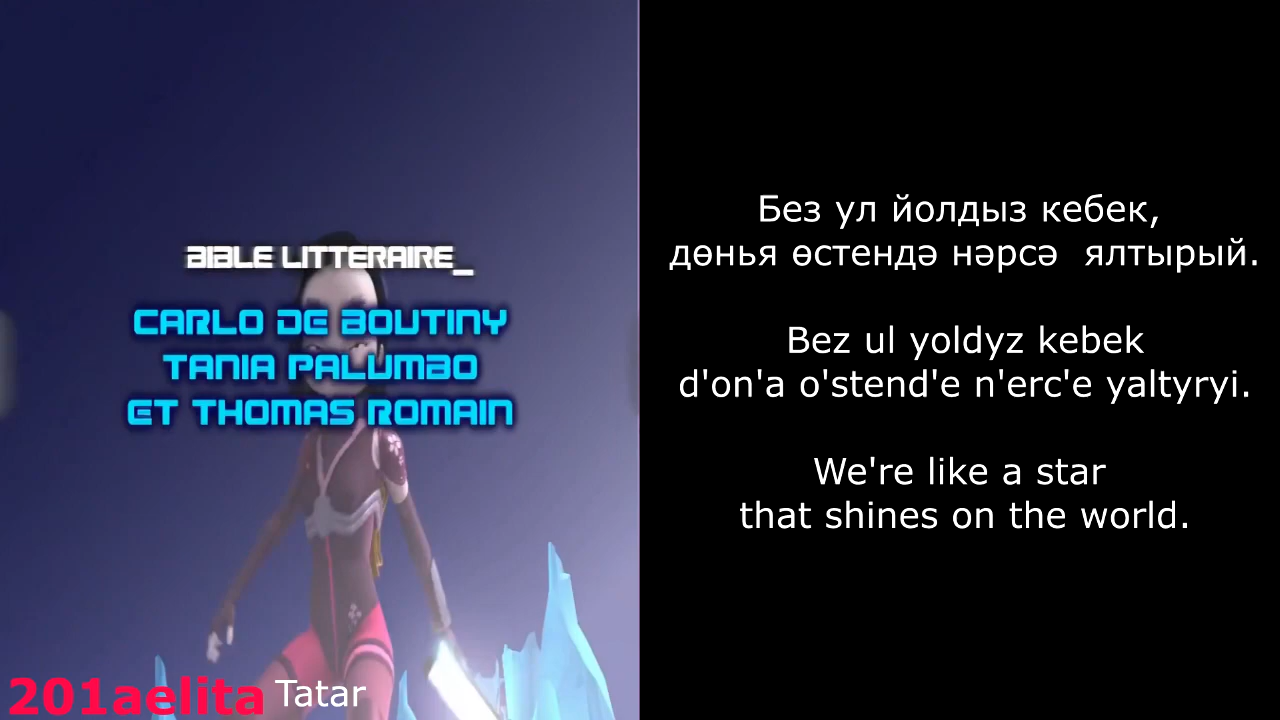 BIBLE LITTERAIRE_
CARLO DE BOUTINY
TANIA PALUMBO
ET THOMAS ROMAIN
201aelita Tatar
Без ул йолдыз кебек,
дөнья өстендә нәрсә  ялтырый.
Bez ul yoldyz kebek
d'on'a o'stend'e n'erc'e yaltyryi.
We're like a star
that shines on the world.